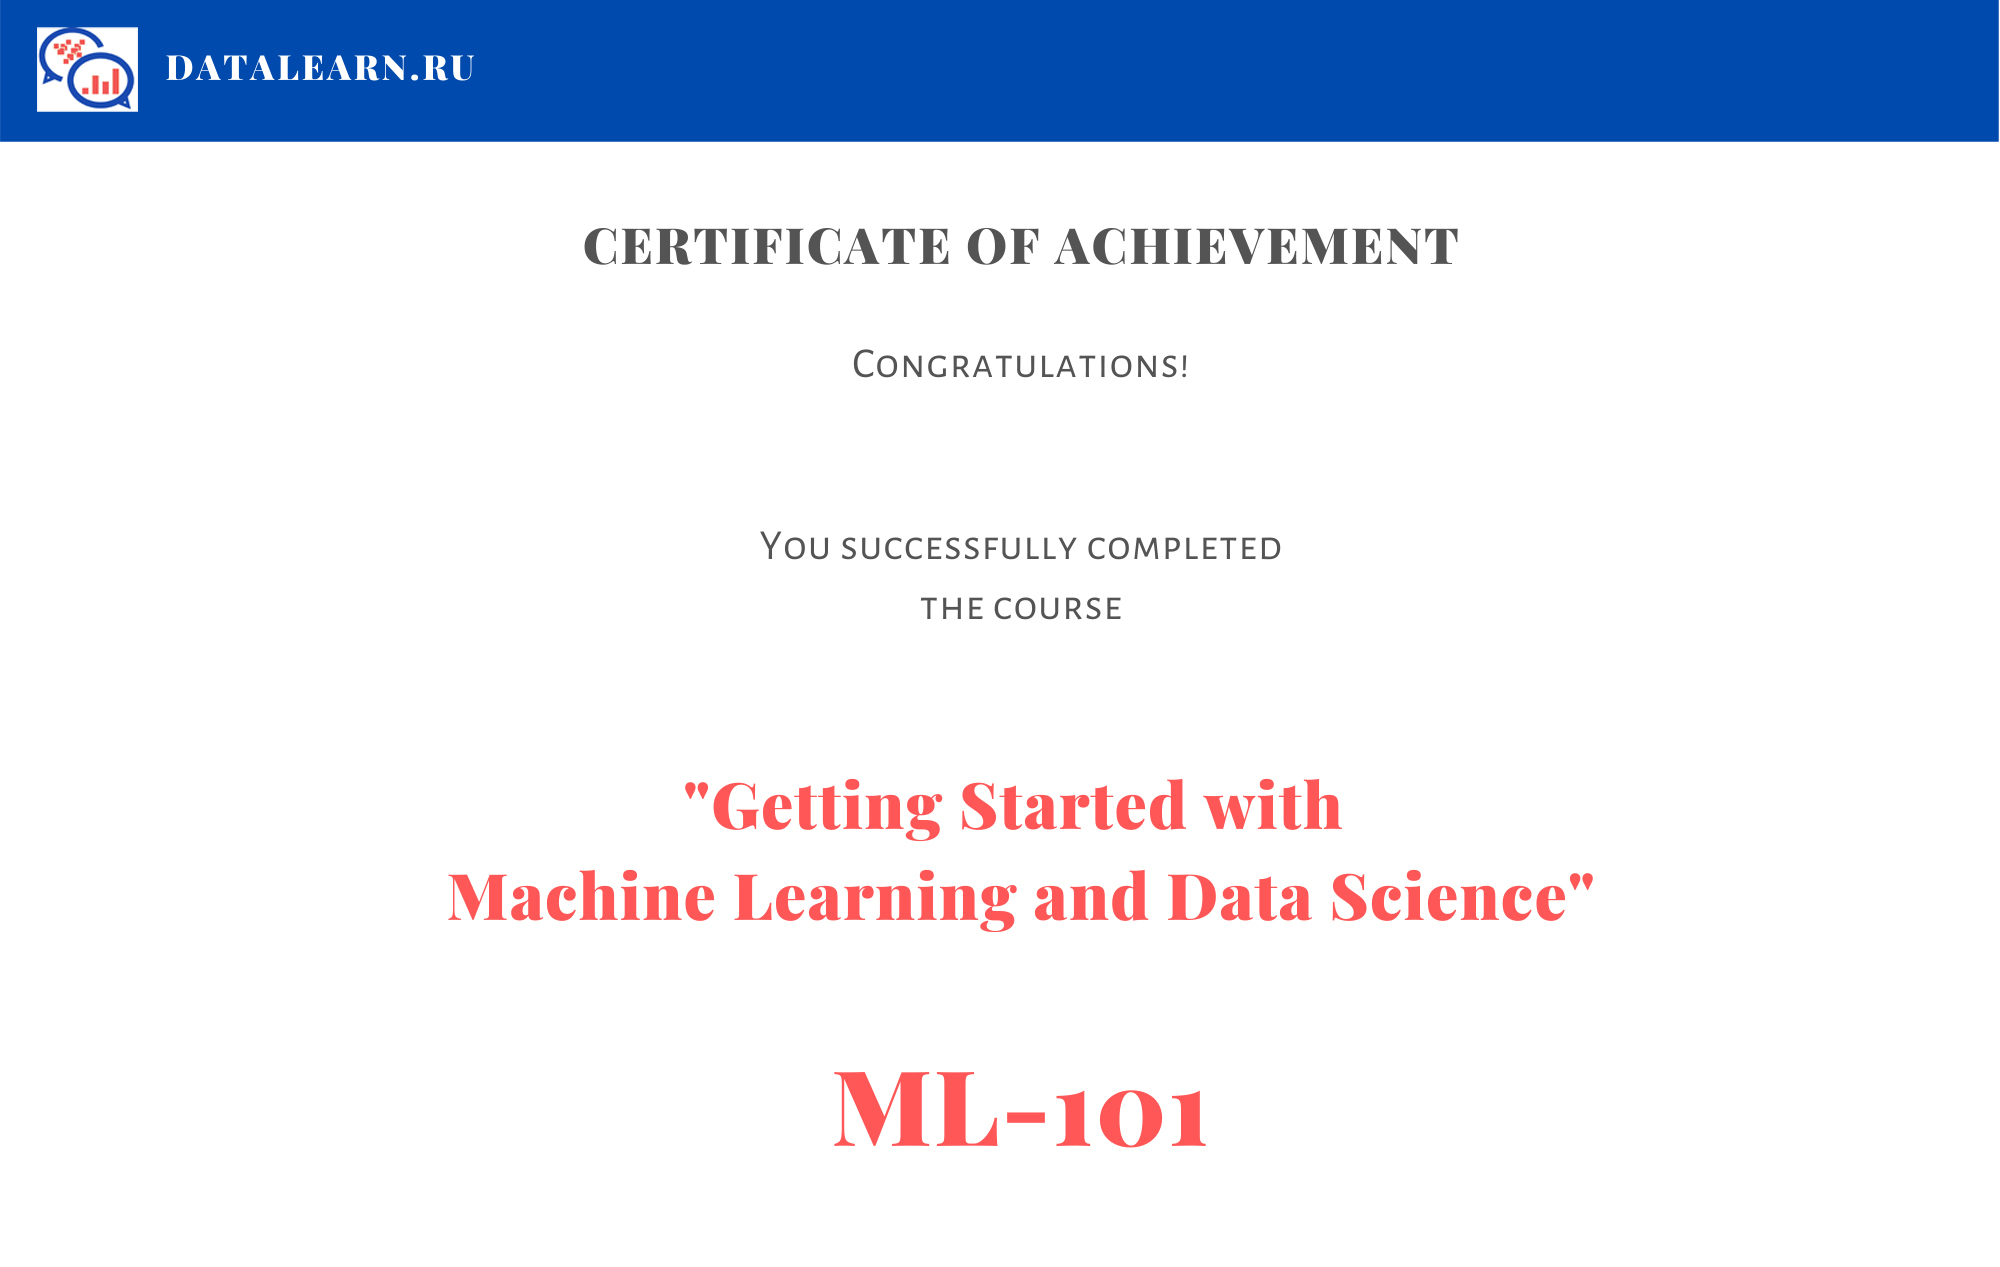 DATALEARN.RU
CERTIFICATE OF ACHIEVEMENT
Congratulations!
You successfully completed
the course
"Getting Started with
Machine Learning and Data Science"
ML-101